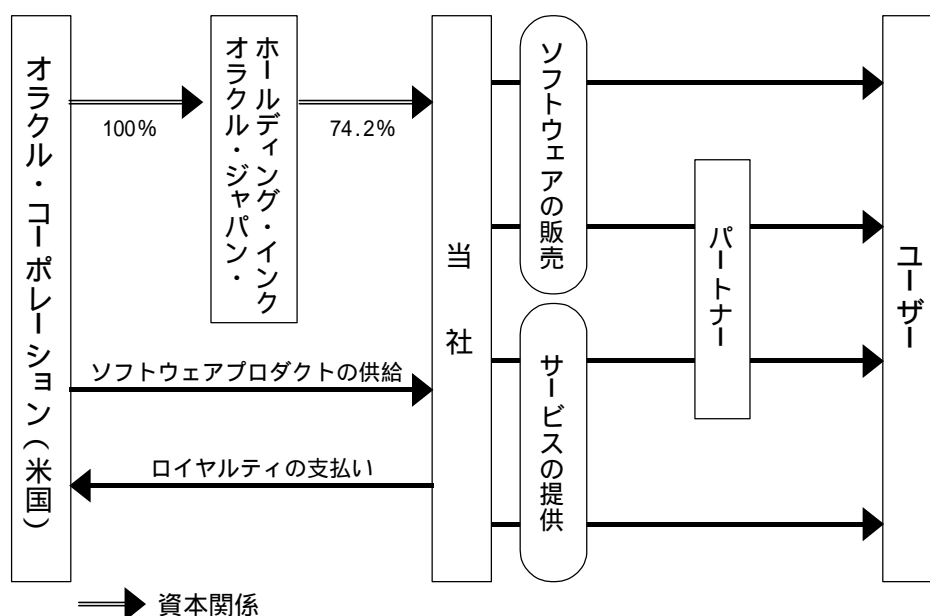 オラクル・コーポレーション(米国)
100%
オラクル・ジャパン・
ホールディング・インク
74.2%
ソフトウェアプロダクトの供給
ロイヤルティの支払い
当社
ソフトウェアの販売
サービスの提供
パートナー
ユーザー
資本関係